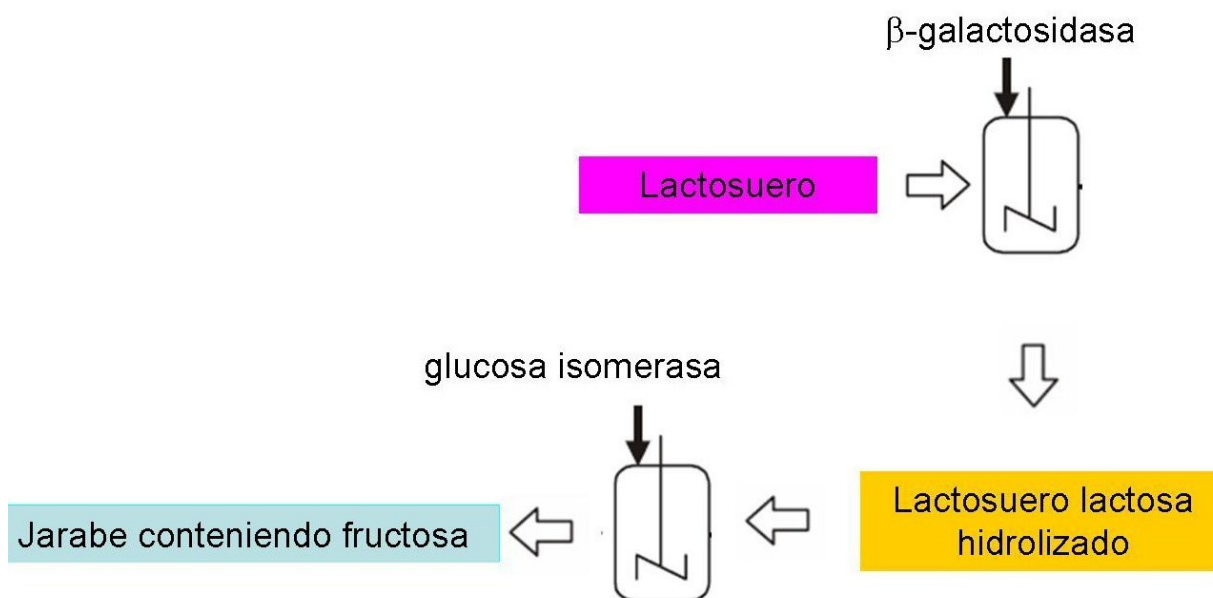 β-galactosidasa
Lactosuero
glucosa isomerasa
Lactosuero lactosa
hidrolizado
Jarabe conteniendo fructosa